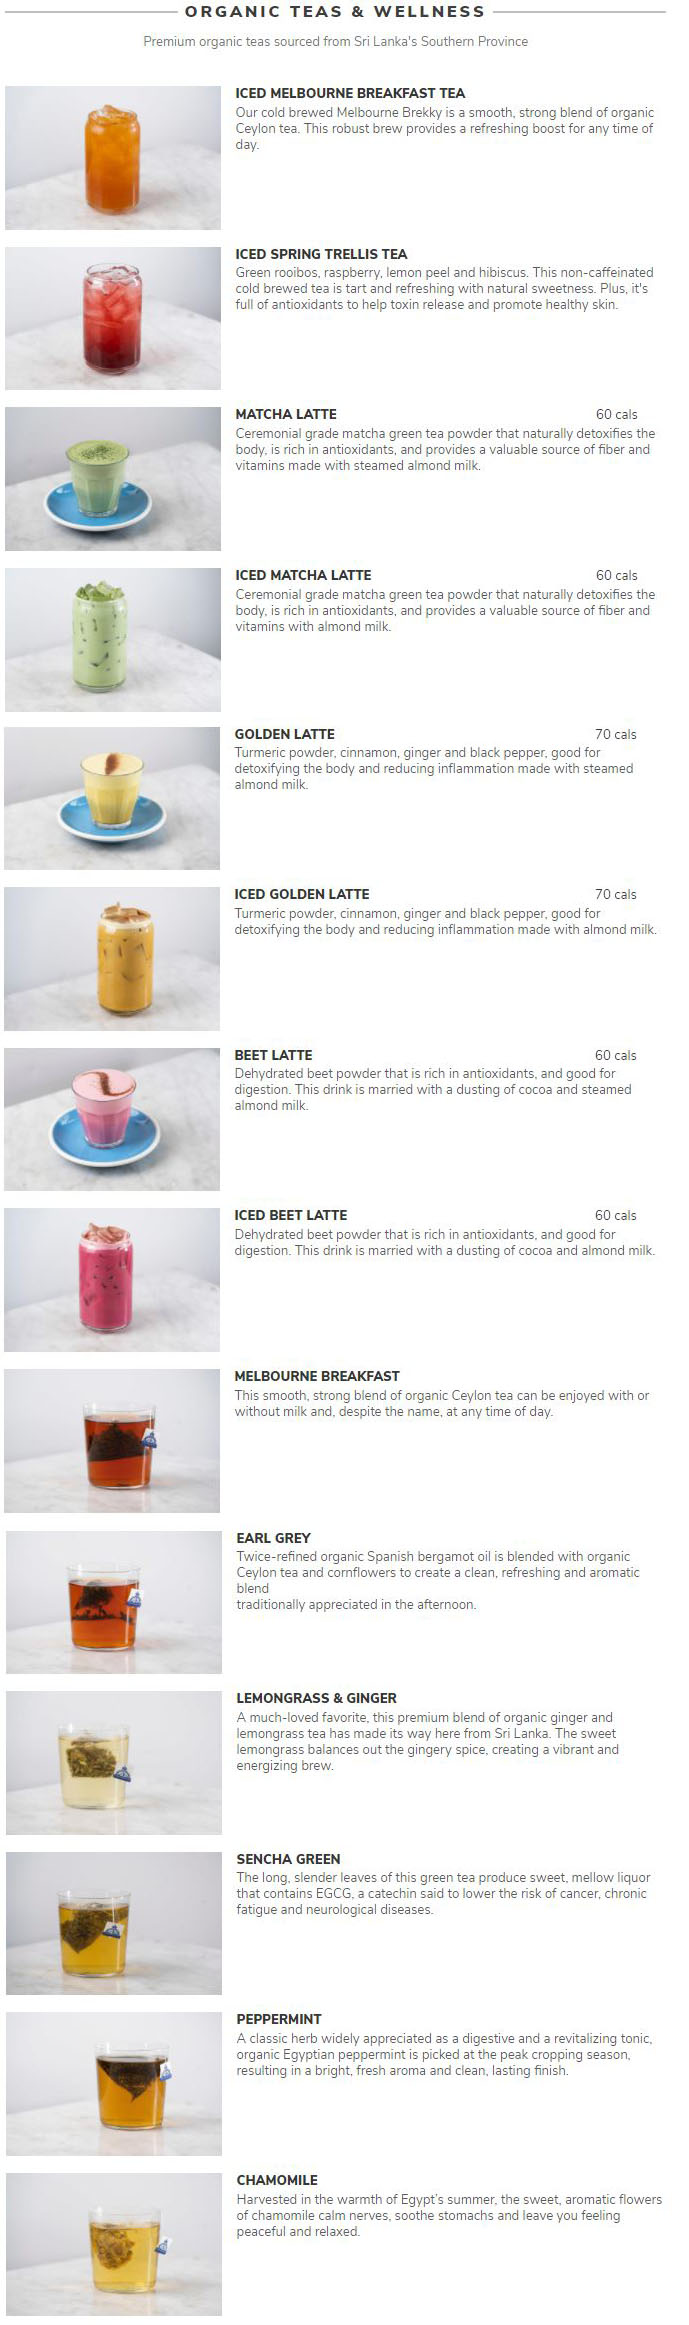 ORGANIC TEAS & WELLNESS
Premium organic teas sourced from Sri Lanka's Southern Province
ICED MELBOURNE BREAKFAST TEA
Our cold brewed Melbourne Brekky is a smooth, strong blend of organic
Ceylon tea. This robust brew provides a refreshing boost for any time of
day.
ICED SPRING TRELLIS TEA
Green rooibos, raspberry, lemon peel and hibiscus. This non-caffeinated
cold brewed tea is tart and refreshing with natural sweetness. Plus, it's
full of antioxidants to help toxin release and promote healthy skin.
MATCHA LATTE 60 cals
Ceremonial grade matcha green tea powder that naturally detoxifies the
body, is rich in antioxidants, and provides a valuable source of fiber and
vitamins made with steamed almond milk.
ICED MATCHA LATTE 60 cals
Ceremonial grade matcha green tea powder that naturally detoxifies the
body, is rich in antioxidants, and provides a valuable source of fiber and
vitamins with almond milk.
GOLDEN LATTE 70 cals
Turmeric powder, cinnamon, ginger and black pepper, good for
detoxifying the body and reducing inflammation made with steamed
almond milk.
ICED GOLDEN LATTE 70 cals
Turmeric powder, cinnamon, ginger and black pepper, good for
detoxifying the body and reducing inflammation made with almond milk.
BEET LATTE 60 cals
Dehydrated beet powder that is rich in antioxidants, and good for
digestion. This drink is married with a dusting of cocoa and steamed
almond milk.
ICED BEET LATTE 60 cals
Dehydrated beet powder that is rich in antioxidants, and good for
digestion. This drink is married with a dusting of cocoa and almond milk.
MELBOURNE BREAKFAST
This smooth, strong blend of organic Ceylon tea can be enjoyed with or
without milk and, despite the name, at any time of day.
EARL GREY
Twice-refined organic Spanish bergamot oil is blended with organic
Ceylon tea and cornflowers to create a clean, refreshing and aromatic
blend
traditionally appreciated in the afternoon.
LEMONGRASS & GINGER
A much-loved favorite, this premium blend of organic ginger and
lemongrass tea has made its way here from Sri Lanka. The sweet
lemongrass balances out the gingery spice, creating a vibrant and
energizing brew.
SENCHA GREEN
The long, slender leaves of this green tea produce sweet, mellow liquor
that contains EGCG, a catechin said to lower the risk of cancer, chronic
fatigue and neurological diseases.
PEPPERMINT
A classic herb widely appreciated as a digestive and a revitalizing tonic,
organic Egyptian peppermint is picked at the peak cropping season,
resulting in a bright, fresh aroma and clean, lasting finish.
CHAMOMILE
Harvested in the warmth of Egypt's summer, the sweet, aromatic flowers
of chamomile calm nerves, soothe stomachs and leave you feeling
peaceful and relaxed.